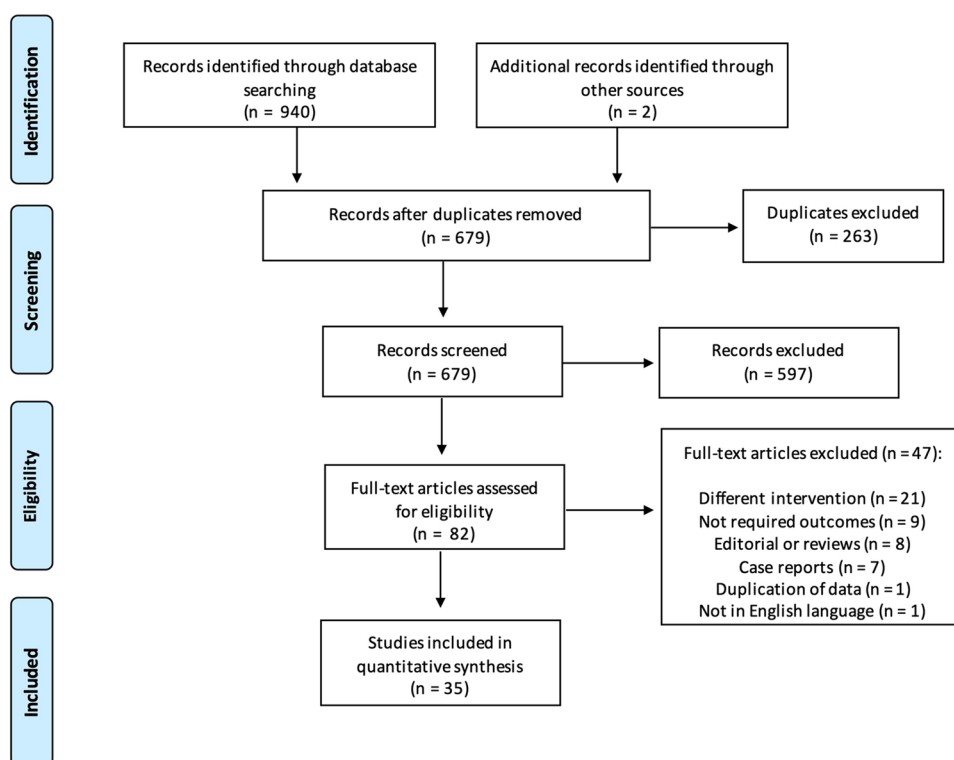 Identification
Records identified through database
searching
(n = 940)
Additional records identified through
other sources
(n = 2)
Records after duplicates removed
(n = 679)
Duplicates excluded
(n = 263)
Screening
Records screened
(n = 679)
Records excluded
(n = 597)
Eligibility
Full-text articles assessed
for eligibility
(n = 82)
Full-text articles excluded (n = 47):
Different intervention (n = 21)
Not required outcomes (n = 9)
Editorial or reviews (n = 8)
Case reports (n = 7)
Duplication of data (n = 1)
Not in English language (n = 1)
Included
Studies included in
quantitative synthesis
(n = 35)